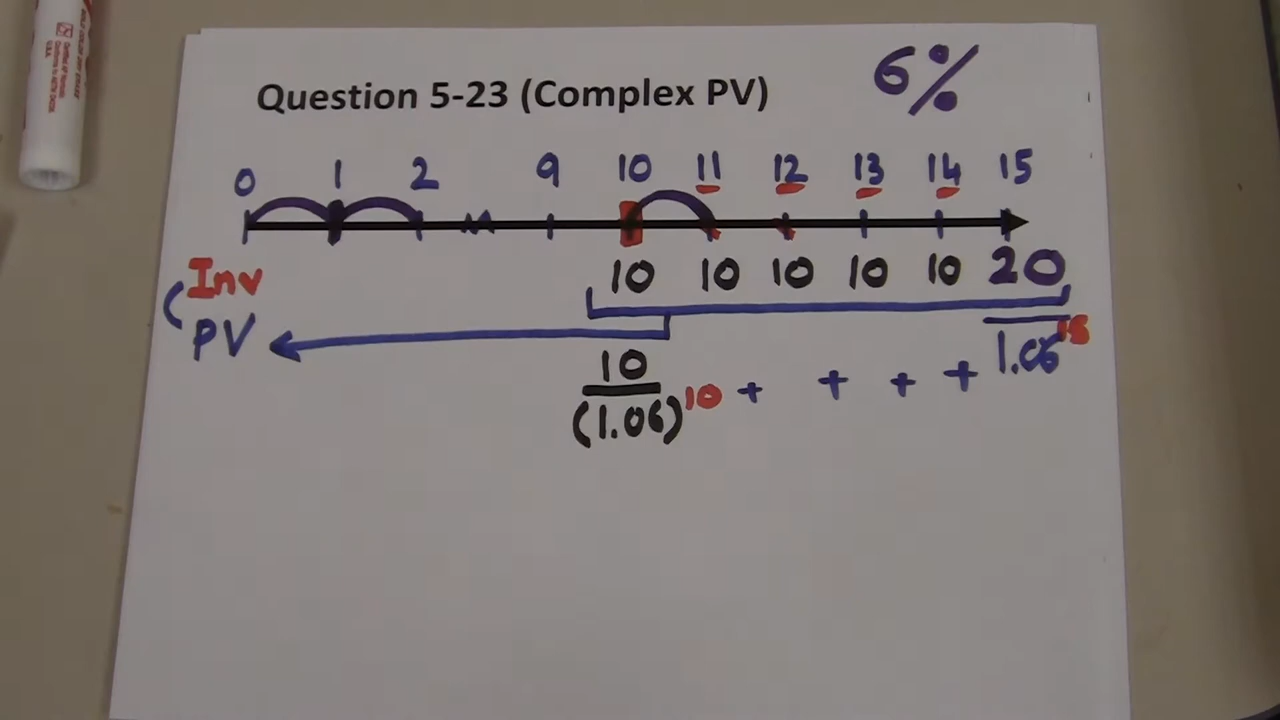 6%
Question 5-23 (Complex PV)
0 1 2 9 10 11 12 13 14 15
10 10 10 10 10 20
Inv
PV
10
(1.06)10 + + + + 1.06
U.S.A.